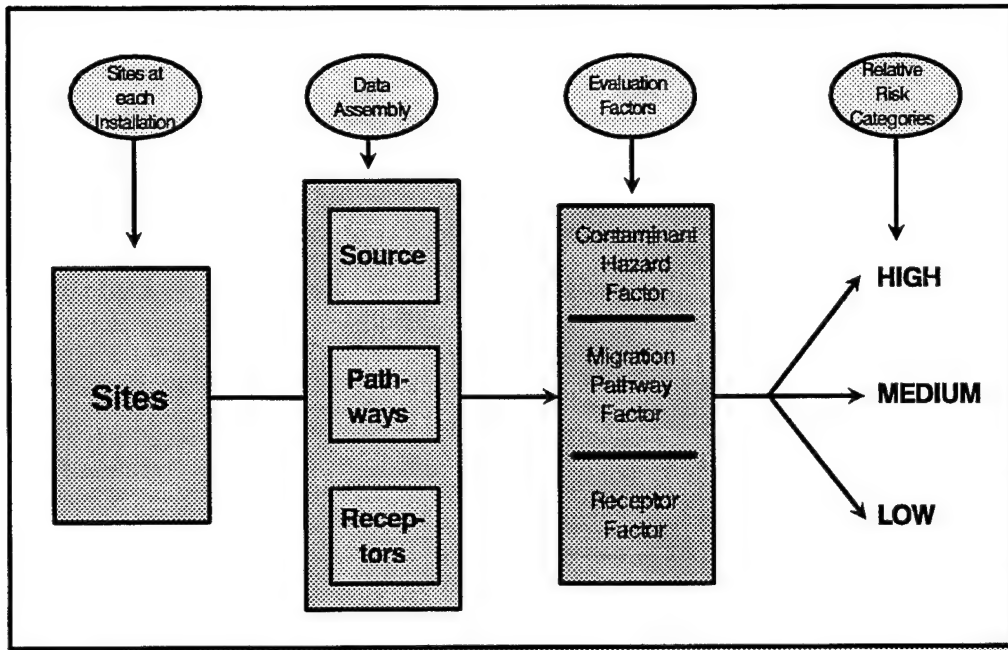 Sites at
each
Installation
Data
Assembly
Evaluation
Factors
Relative
Risk
Categories
Sites
Source
Path-
ways
Recep-
tors
Contaminant
Hazard
Factor
Migration
Pathway
Factor
Receptor
Factor
HIGH
MEDIUM
LOW